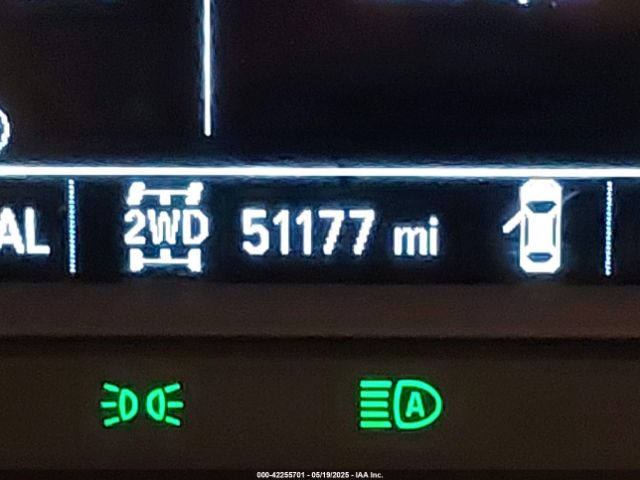 AL 2WD 51177 mi
A
000-42255701 - 05/19/2025 - IAA Inc.